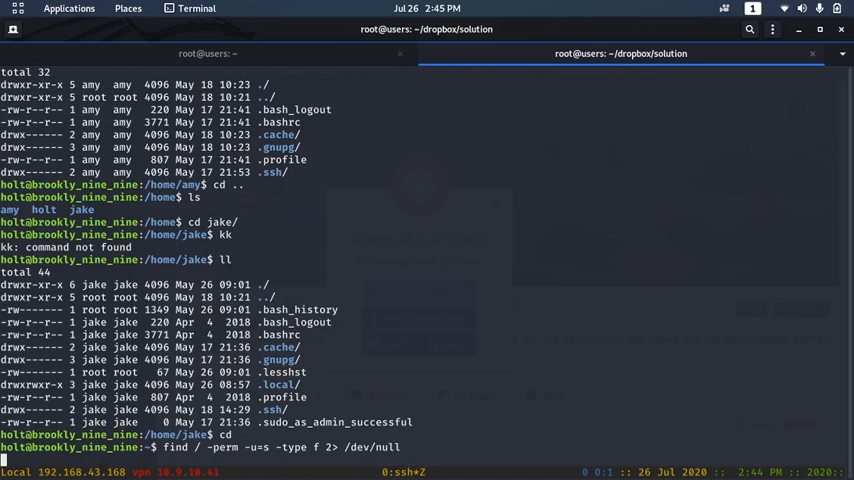 Applications Places Terminal Jul 26 2:45 PM 1
root@users: ~/dropbox/solution
root@users: ~ root@users: ~/dropbox/solution
total 32
drwxr-xr-x 5 amy amy 4096 May 18 10:23 ./
drwxr-xr-x 5 root root 4096 May 18 10:21 ../
-rw-r--r-- 1 amy amy 220 May 17 21:41 .bash_logout
-rw-r--r-- 1 amy amy 3771 May 17 21:41 .bashrc
drwx------ 2 amy amy 4096 May 18 10:23 .cache/
drwx------ 3 amy amy 4096 May 18 10:23 .gnupg/
-rw-r--r-- 1 amy amy 807 May 17 21:41 .profile
drwx------ 2 amy amy 4096 May 17 21:53 .ssh/
holt@brookly_nine_nine:/home/amy$ cd ..
holt@brookly_nine_nine:/home$ ls
amy holt jake
holt@brookly_nine_nine:/home$ cd jake/
holt@brookly_nine_nine:/home/jake$ kk
kk: command not found
holt@brookly_nine_nine:/home/jake$ ll
total 44
drwxr-xr-x 6 jake jake 4096 May 26 09:01 ./
drwxr-xr-x 5 root root 4096 May 18 10:21 ../
-rw------- 1 root root 1349 May 26 09:01 .bash_history
-rw-r--r-- 1 jake jake 220 Apr 4 2018 .bash_logout
-rw-r--r-- 1 jake jake 3771 Apr 4 2018 .bashrc
drwx------ 2 jake jake 4096 May 17 21:36 .cache/
drwx------ 3 jake jake 4096 May 17 21:36 .gnupg/
-rw------- 1 root root 67 May 26 09:01 .lesshst
drwxrwxr-x 3 jake jake 4096 May 26 08:57 .local/
-rw-r--r-- 1 jake jake 807 Apr 4 2018 .profile
drwx------ 2 jake jake 4096 May 18 14:29 .ssh/
-rw-r--r-- 1 jake jake 0 May 17 21:36 .sudo_as_admin_successful
holt@brookly_nine_nine:/home/jake$ cd
holt@brookly_nine_nine:~$ find / -perm -u=s -type f 2> /dev/null
Local 192.168.43.168 vpn 10.9.10.41 0:ssh*Z 0 0 1 :: 26 Jul 2020 :: 2:44 PM ::2020::